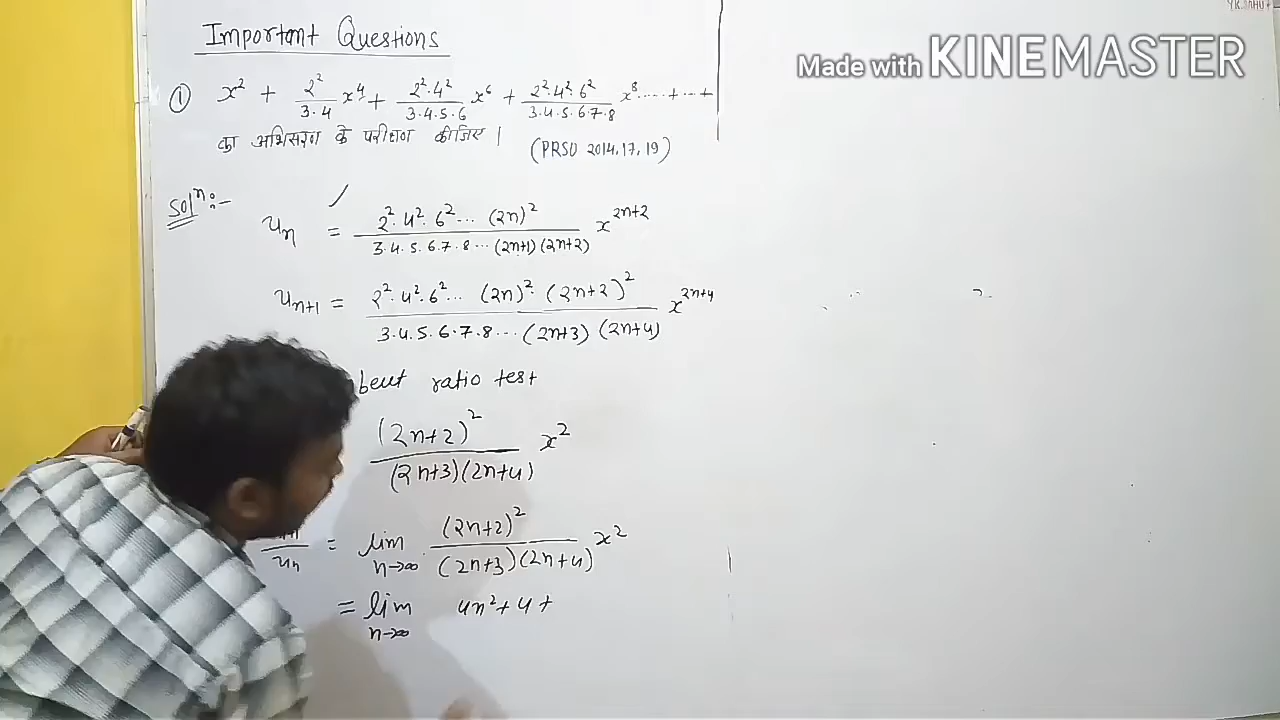 Important Questions
① x² + 2²/3·4 x⁴ + 2²·4²/3·4·5·6 x⁶ + 2²·4²·6²/3·4·5·6·7·8 x⁸ ..... + --- +
का अभिसरण के परीक्षण कीजिए। (PRSU 2014, 17, 19)
Solⁿ:-
uₙ = 2²·4²·6²... (2n)²/3·4·5·6·7·8...(2n+1)(2n+2) x²ⁿ⁺²
uₙ₊₁ = 2²·4²·6²... (2n)²·(2n+2)²/3·4·5·6·7·8...(2n+3)(2n+4) x²ⁿ⁺⁴
ratio test
(2n+2)²/(2n+3)(2n+4) x²
uₙ = lim n→∞ (2n+2)²/(2n+3)(2n+4) x²
= lim n→∞ 4n²+4+
Made with KINEMASTER